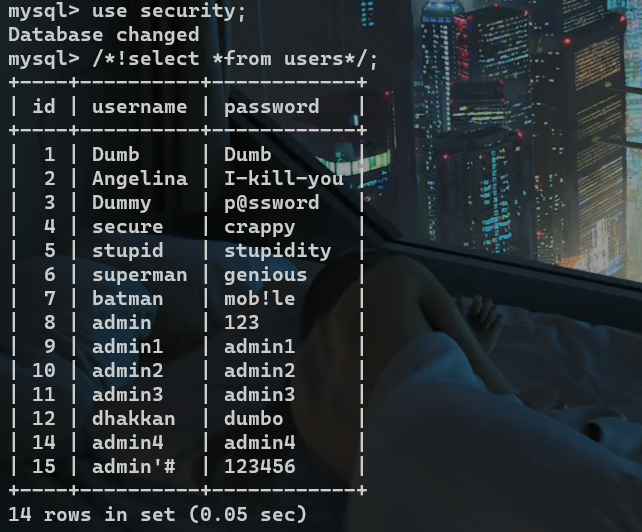 mysql> use security;
Database changed
mysql> /*!select *from users*/;
+----+----------+------------+
| id | username | password   |
+----+----------+------------+
|  1 | Dumb     | Dumb       |
|  2 | Angelina | I-kill-you |
|  3 | Dummy    | p@ssword   |
|  4 | secure   | crappy     |
|  5 | stupid   | stupidity  |
|  6 | superman | genious    |
|  7 | batman   | mob!le     |
|  8 | admin    | 123        |
|  9 | admin1   | admin1     |
| 10 | admin2   | admin2     |
| 11 | admin3   | admin3     |
| 12 | dhakkan  | dumbo      |
| 14 | admin4   | admin4     |
| 15 | admin'#  | 123456     |
+----+----------+------------+
14 rows in set (0.05 sec)